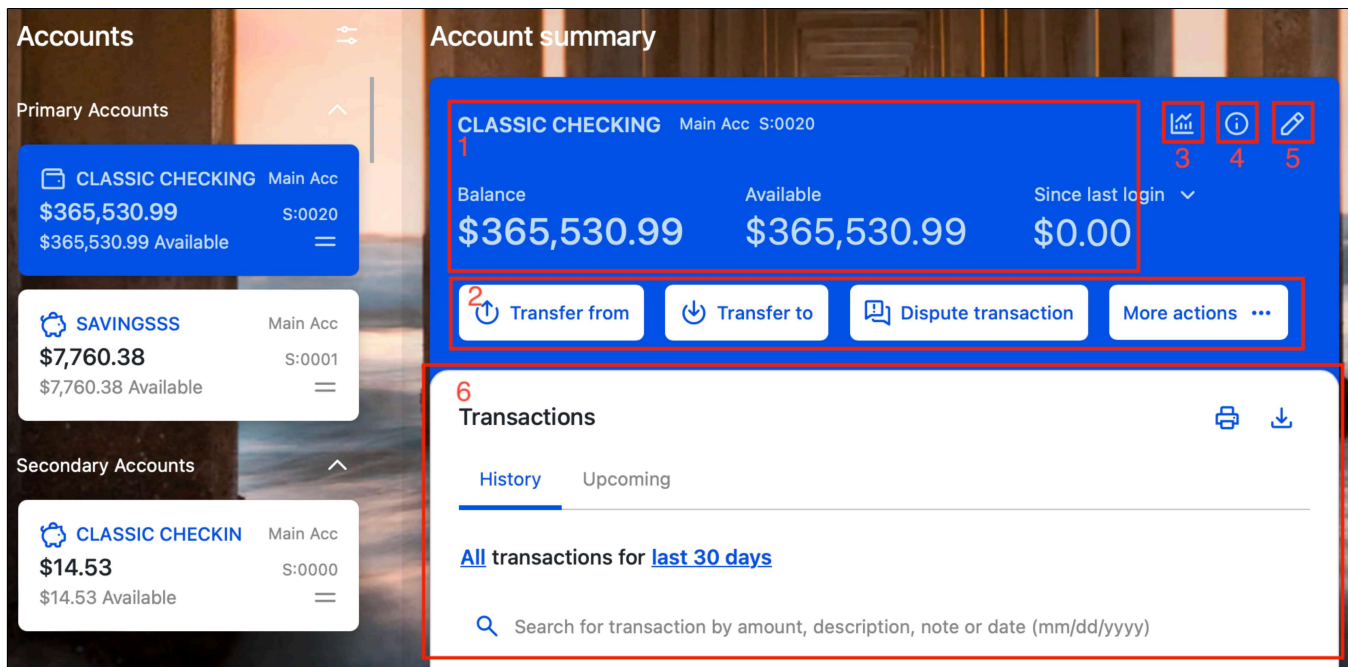 Accounts
Primary Accounts
CLASSIC CHECKING Main Acc
$365,530.99 S:0020
$365,530.99 Available
SAVINGSSS Main Acc
$7,760.38 S:0001
$7,760.38 Available
Secondary Accounts
CLASSIC CHECKIN Main Acc
$14.53 S:0000
$14.53 Available
Account summary
CLASSIC CHECKING Main Acc S:0020
1
3 4 5
Balance Available Since last login
$365,530.99 $365,530.99 $0.00
2
Transfer from Transfer to Dispute transaction More actions ...
6
Transactions
History Upcoming
All transactions for last 30 days
Search for transaction by amount, description, note or date (mm/dd/yyyy)